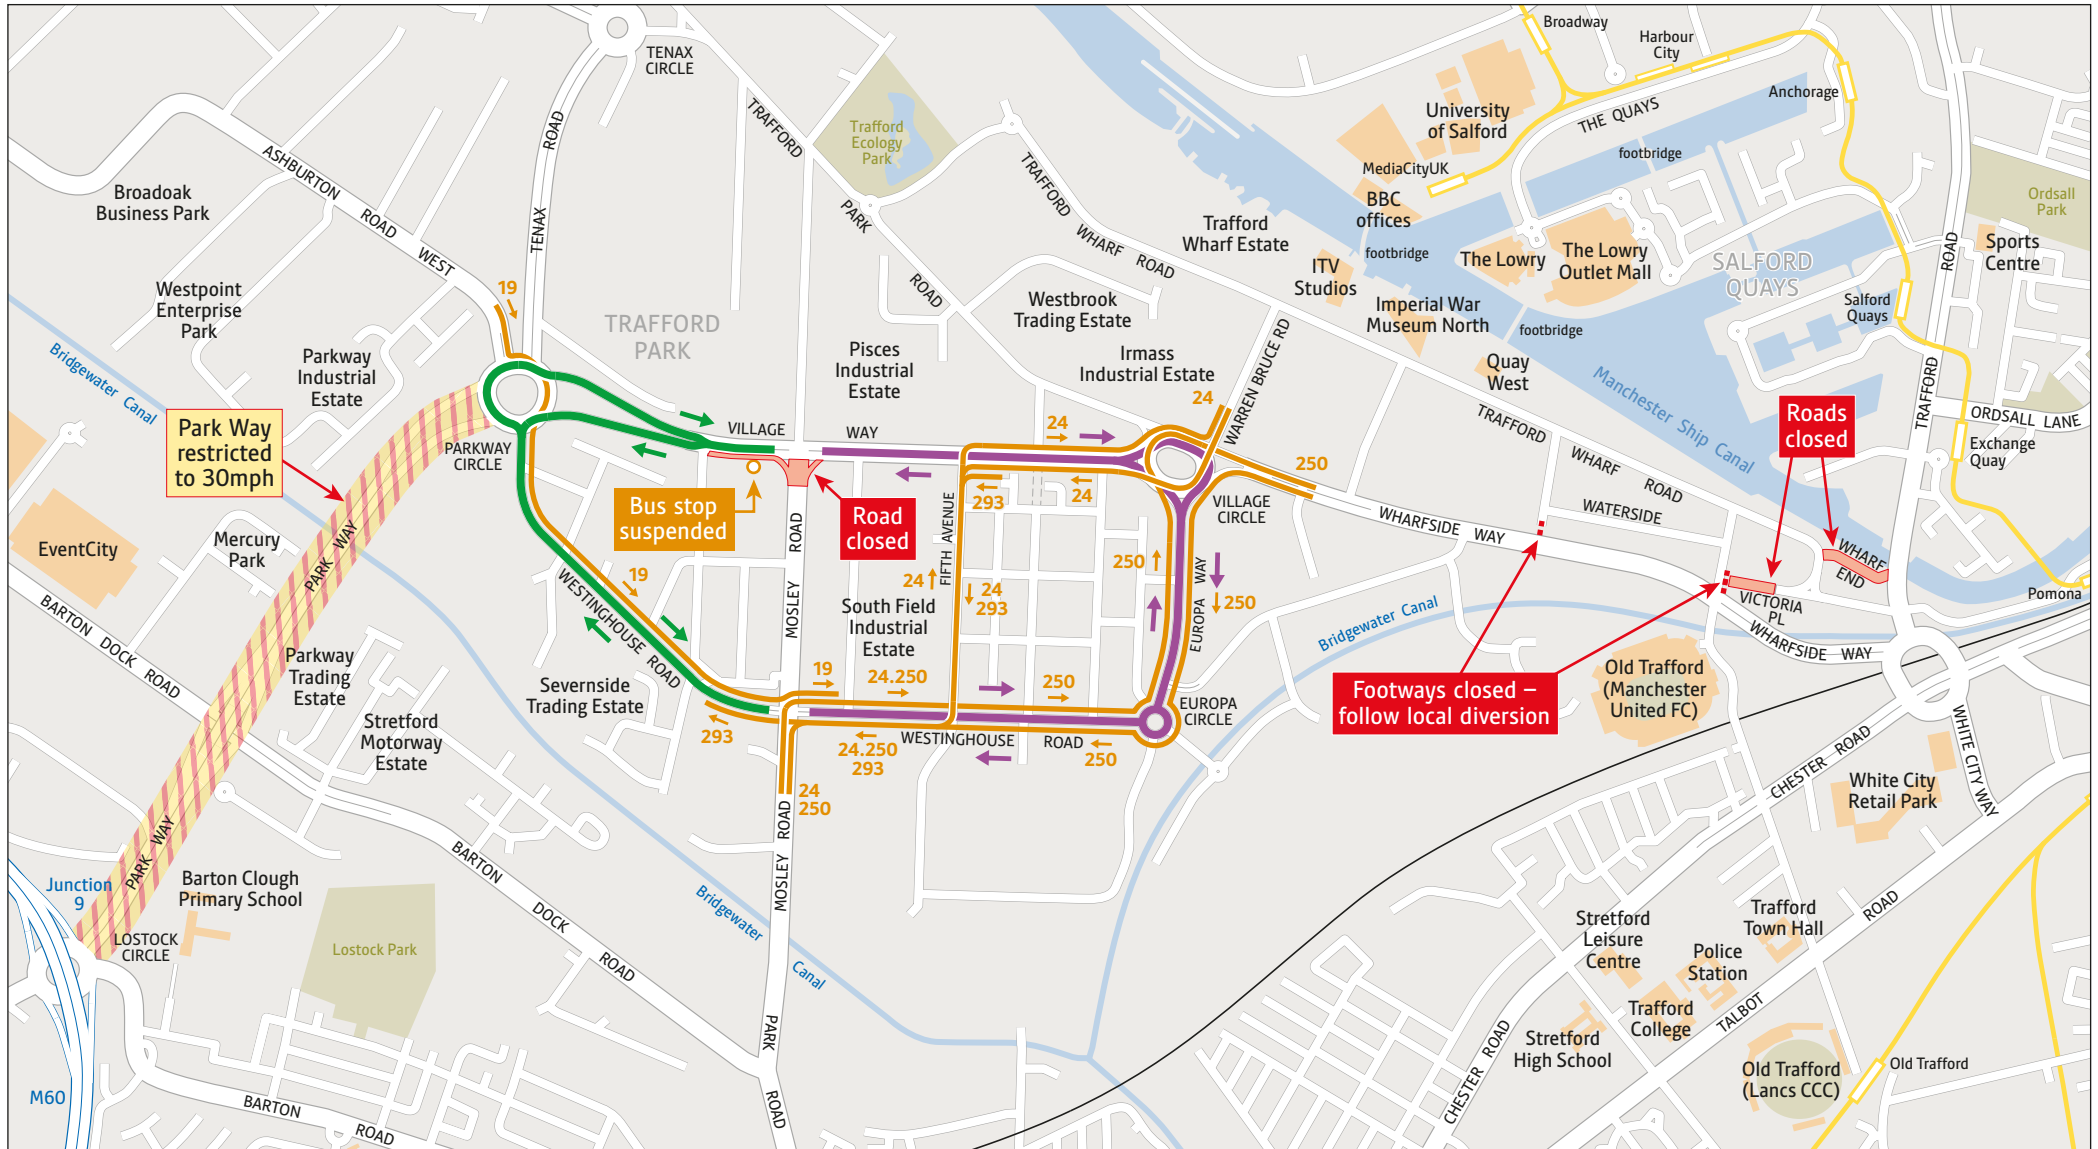 Broadway
Harbour
City
TENAX
CIRCLE
Anchorage
THE QUAYS
University
of Salford
TRAFFORD
Trafford
Ecology
Park
ROAD
footbridge
MediaCityUK
ASHBURTON
ROAD
WEST
Broadoak
Business Park
TENAX
TRAFFORD
WHARF
ROAD
PARK
BBC
offices
Ordsall
Park
Trafford
Wharf Estate
footbridge
The Lowry
The Lowry
Outlet Mall
SALFORD
QUAYS
ROAD
Sports
Centre
ITV
Studios
19
Westpoint
Enterprise
Park
ROAD
Westbrook
Trading Estate
Imperial War
Museum North
footbridge
Salford
Quays
TRAFFORD
PARK
Bridgewater
Canal
Parkway
Industrial
Estate
Pisces
Industrial
Estate
Irmass
Industrial Estate
WARREN BRUCE RD
Quay
West
Manchester Ship Canal
TRAFFORD
24
Park Way
restricted
to 30mph
VILLAGE
WAY
24
TRAFFORD
WHARF
ROAD
Roads
closed
ORDSALL LANE
Exchange
Quay
PARKWAY
CIRCLE
250
Bus stop
suspended
Road
closed
293
24
VILLAGE
CIRCLE
WHARFSIDE
WAY
WATERSIDE
EventCity
Mercury
Park
PARK WAY
ROAD
FIFTH AVENUE
WHARF
END
19
24
24
293
250
EUROPA
WAY
250
VICTORIA
PL
Pomona
WESTINGHOUSE
ROAD
MOSLEY
South Field
Industrial
Estate
Bridgewater Canal
WHARFSIDE
WAY
BARTON
DOCK
ROAD
Parkway
Trading
Estate
Severnside
Trading Estate
19
24.250
250
Footways closed –
follow local diversion
Old Trafford
(Manchester
United FC)
EUROPA
CIRCLE
Stretford
Motorway
Estate
293
24.250
293
WESTINGHOUSE
ROAD
250
WHITE CITY WAY
CHESTER
ROAD
White City
Retail Park
24
250
PARK WAY
BARTON
DOCK
ROAD
MOSLEY
ROAD
Junction
9
Barton Clough
Primary School
Bridgewater
Canal
LOSTOCK
CIRCLE
Lostock Park
Stretford
Leisure
Centre
Trafford
Town Hall
ROAD
Police
Station
Trafford
College
TALBOT
PARK
ROAD
CHESTER
ROAD
Stretford
High School
Old Trafford
(Lancs CCC)
Old Trafford
M60
BARTON
ROAD